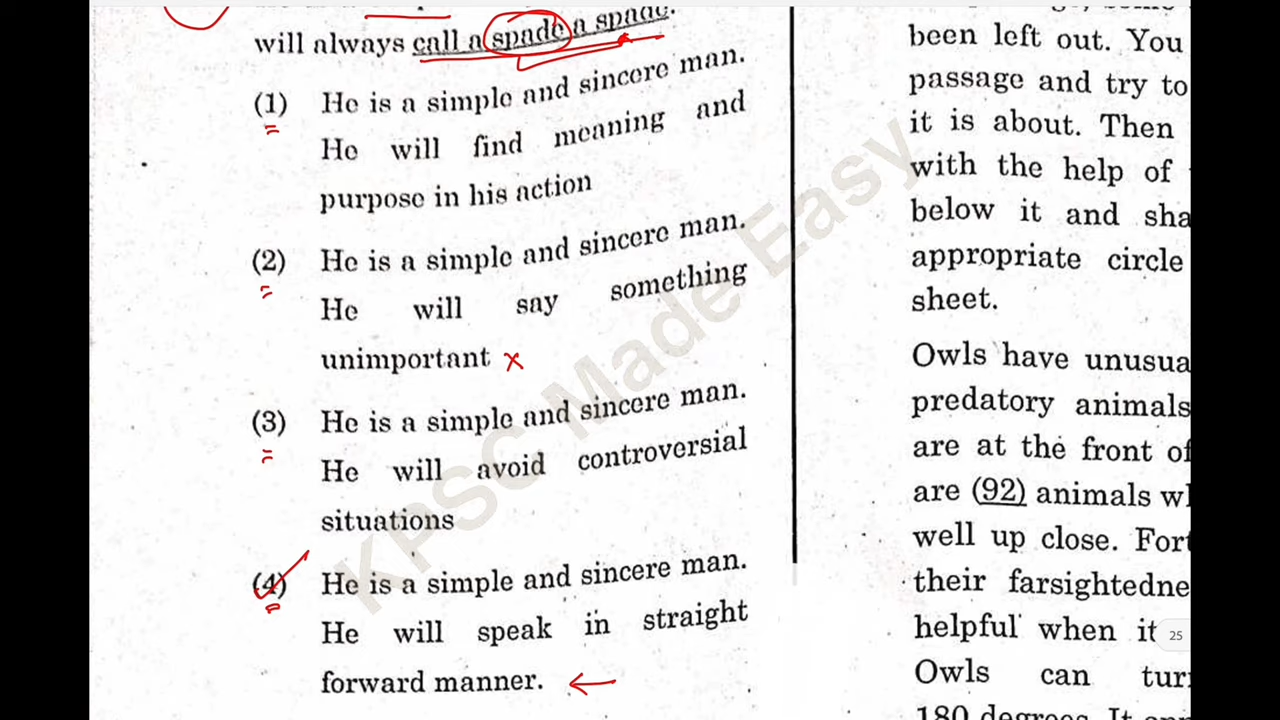 will always call a spade a spade.
(1) He is a simple and sincere man.
He will find meaning and
purpose in his action
(2) He is a simple and sincere man.
He will say something
unimportant
(3) He is a simple and sincere man.
He will avoid controversial
situations
(4) He is a simple and sincere man.
He will speak in straight
forward manner.
been left out. You
passage and try to
it is about. Then
with the help of
below it and sha
appropriate circle
sheet.
Owls have unusua
predatory animals
are at the front of
are (92) animals wh
well up close. Fort
their farsightedne
helpful when it
Owls can tur
180 degrees. It
KPSC Made Easy
25